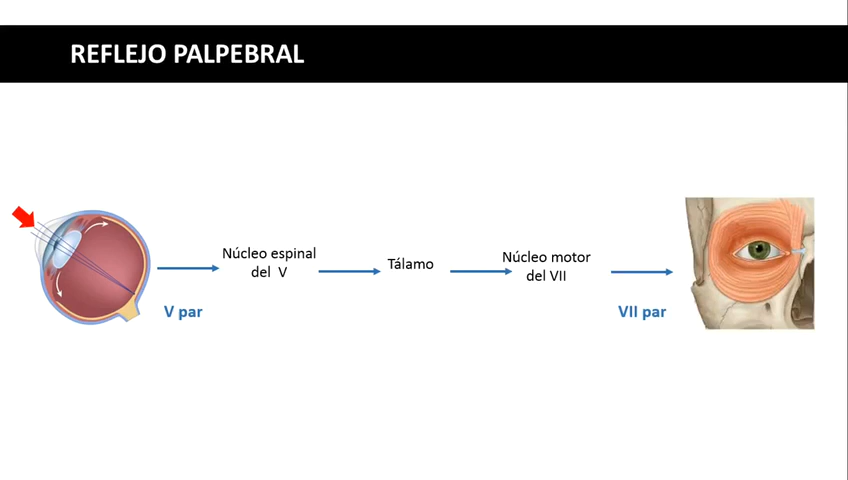 REFLEJO PALPEBRAL
Núcleo espinal
del V
Tálamo
Núcleo motor
del VII
V par
VII par